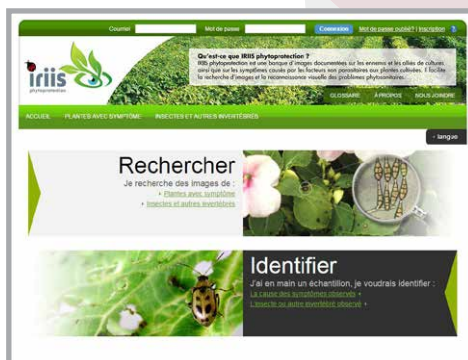 Courriel
Mot de passe
Connexion
Mot de passe oublié? | Inscription
?
iriis
phytoprotection
Qu'est-ce que IRIIS phytoprotection ?
IRIIS phytoprotection est une banque d'images documentées sur les ennemis et les alliés de cultures
ainsi que sur les symptômes causés par les facteurs non parasitaires aux plantes cultivées. Il facilite
la recherche d'images et la reconnaissance visuelle des problèmes phytosanitaires.
GLOSSAIRE
À PROPOS
NOUS JOINDRE
ACCUEIL
PLANTES AVEC SYMPTÔME
INSECTES ET AUTRES INVERTÉBRÉS
langue
Rechercher
Je recherche des images de :
Plantes avec symptôme
Insectes et autres invertébrés
Identifier
J'ai en main un échantillon, je voudrais identifier :
La cause des symptômes observés
L'insecte ou autre invertébré observé